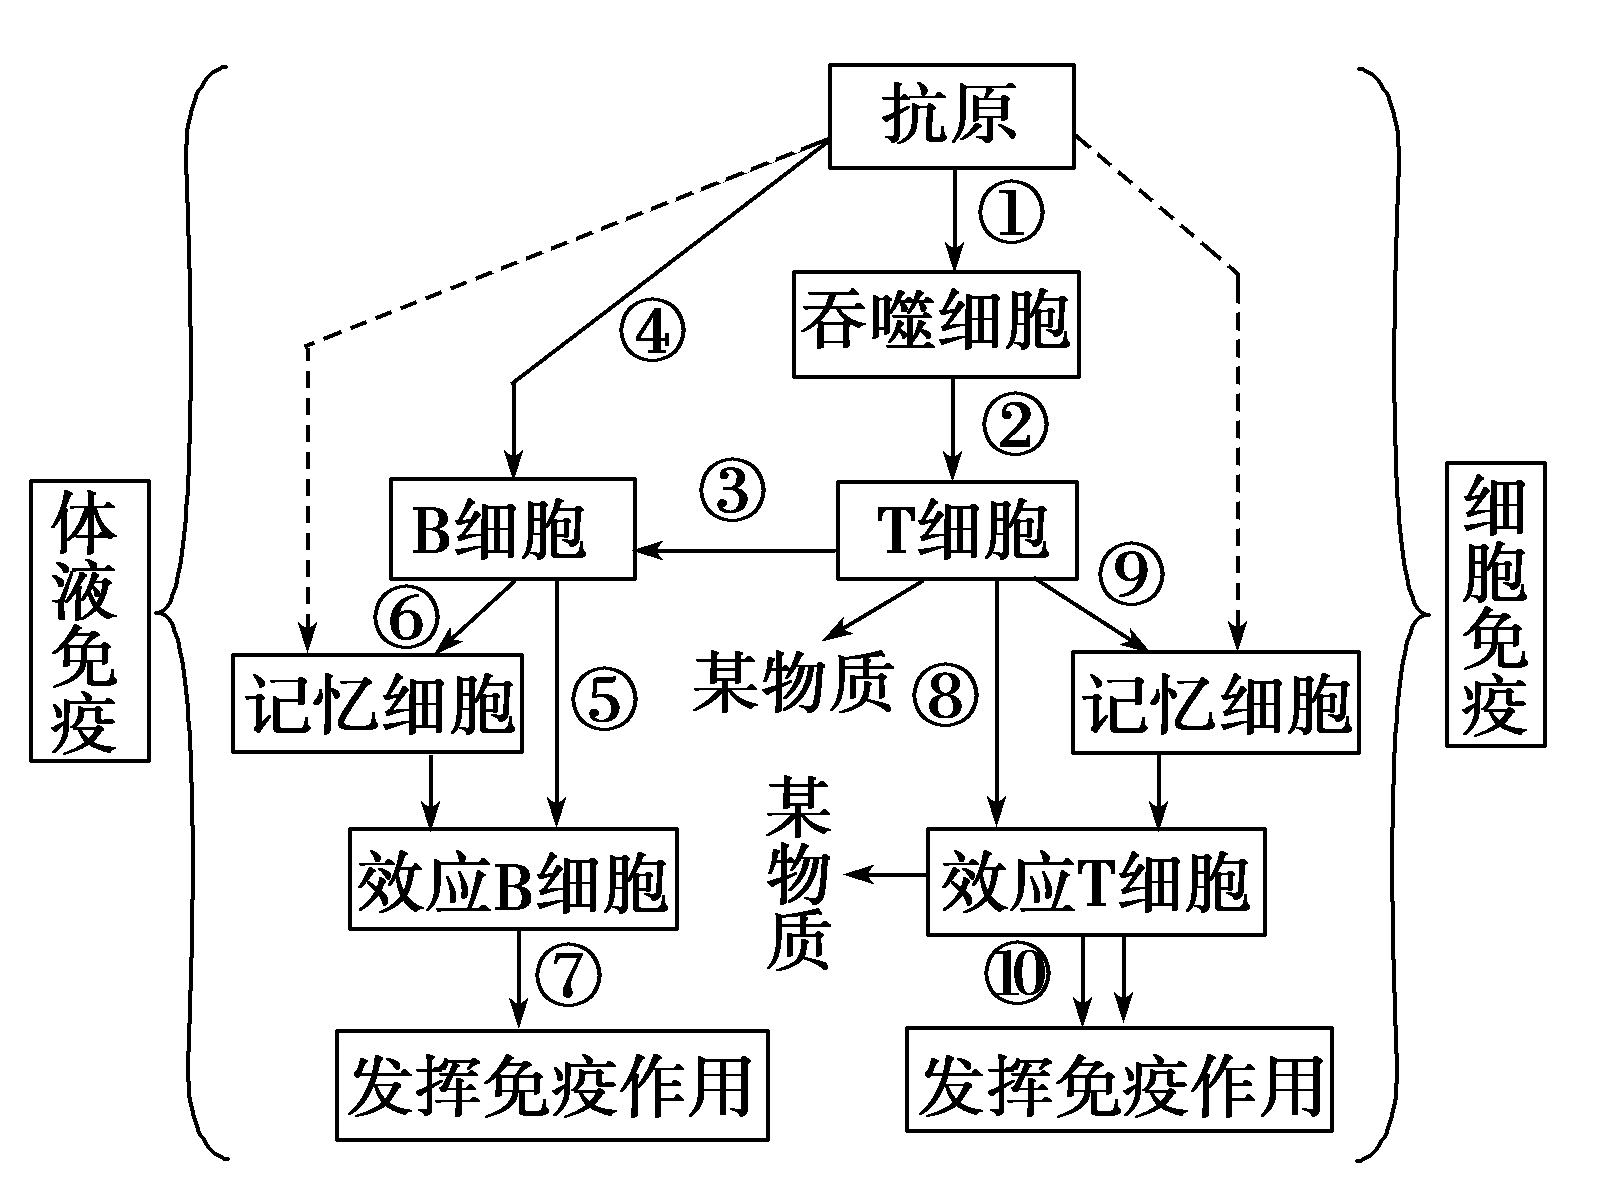 抗原
①
吞噬细胞
④
②
③
B细胞
T细胞
体液免疫
细胞免疫
⑨
⑥
某物质
⑧
⑤
记忆细胞
记忆细胞
某物质
效应B细胞
效应T细胞
⑦
⑩
发挥免疫作用
发挥免疫作用